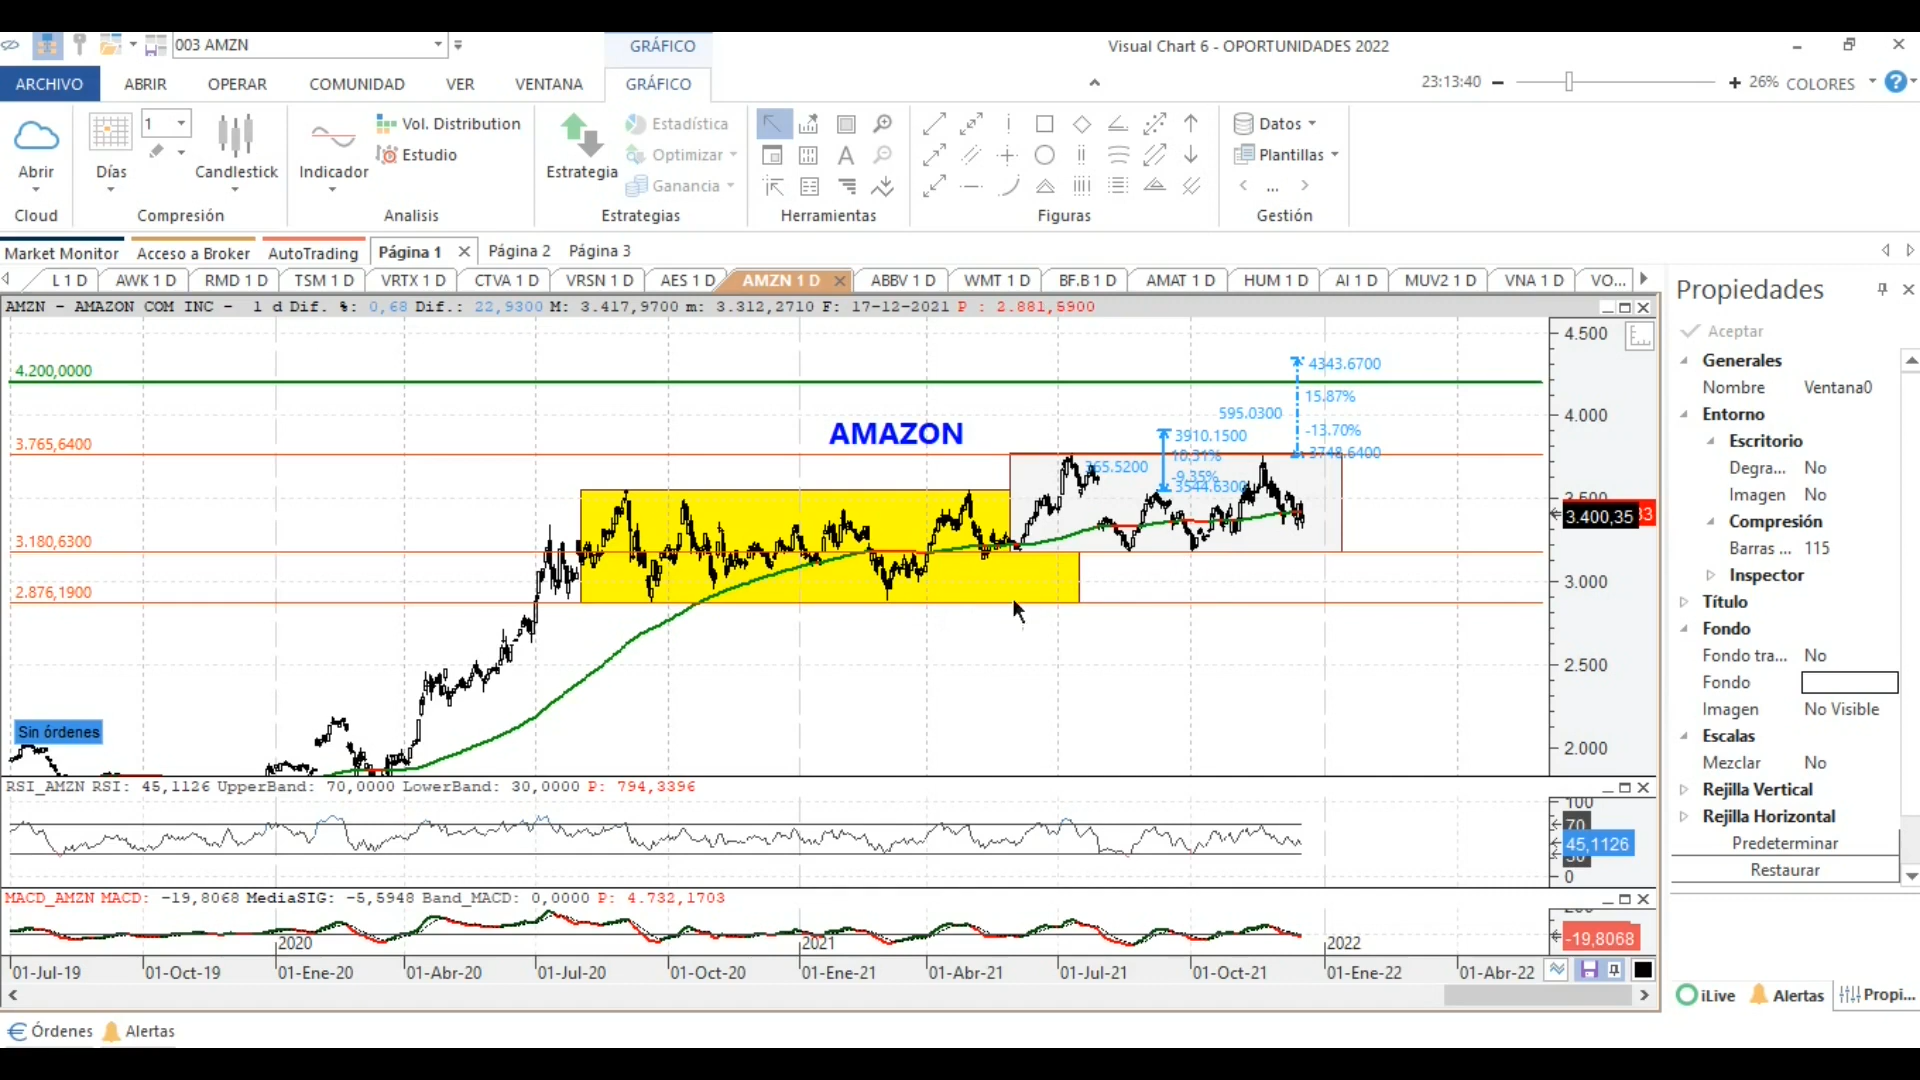 003 AMZN
GRÁFICO
Visual Chart 6 - OPORTUNIDADES 2022
ARCHIVO ABRIR OPERAR COMUNIDAD VER VENTANA GRÁFICO 23:13:40 26% COLORES
1
Vol. Distribution
Estudio
Estadística
Optimizar
Ganancia
Datos
Plantillas
...
Abrir Días Candlestick Indicador Estrategia
Cloud Compresión Analisis Estrategias Herramientas Figuras Gestión
Market Monitor Acceso a Broker AutoTrading Página 1 Página 2 Página 3
L 1 D AWK 1 D RMD 1 D TSM 1 D VRTX 1 D CTVA 1 D VRSN 1 D AES 1 D AMZN 1 D ABBV 1 D WMT 1 D BF.B 1 D AMAT 1 D HUM 1 D AI 1 D MUV2 1 D VNA 1 D VO...
AMZN - AMAZON COM INC - 1 d Dif. %: 0,68 Dif.: 22,9300 M: 3.417,9700 m: 3.312,2710 F: 17-12-2021 P : 2.881,5900
4.500
4343.6700
4.200,0000
15.87%
595.0300
4.000
-13.70%
AMAZON
3910.1500
3.765,6400
10,31%
3748.6400
365.5200
-9.35%
3544.6300
3.500
3.400,35
33
3.180,6300
3.000
2.876,1900
2.500
Sin órdenes
2.000
RSI_AMZN RSI: 45,1126 UpperBand: 70,0000 LowerBand: 30,0000 P: 794,3396
100
70
45,1126
30
0
MACD_AMZN MACD: -19,8068 MediaSIG: -5,5948 Band_MACD: 0,0000 P: 4.732,1703
-19,8068
2020 2021 2022
01-Jul-19 01-Oct-19 01-Ene-20 01-Abr-20 01-Jul-20 01-Oct-20 01-Ene-21 01-Abr-21 01-Jul-21 01-Oct-21 01-Ene-22 01-Abr-22
Órdenes Alertas
Propiedades
Aceptar
Generales
Nombre Ventana0
Entorno
Escritorio
Degra... No
Imagen No
Compresión
Barras ... 115
Inspector
Título
Fondo
Fondo tra... No
Fondo
Imagen No Visible
Escalas
Mezclar No
Rejilla Vertical
Rejilla Horizontal
Predeterminar
Restaurar
iLive Alertas Propi...